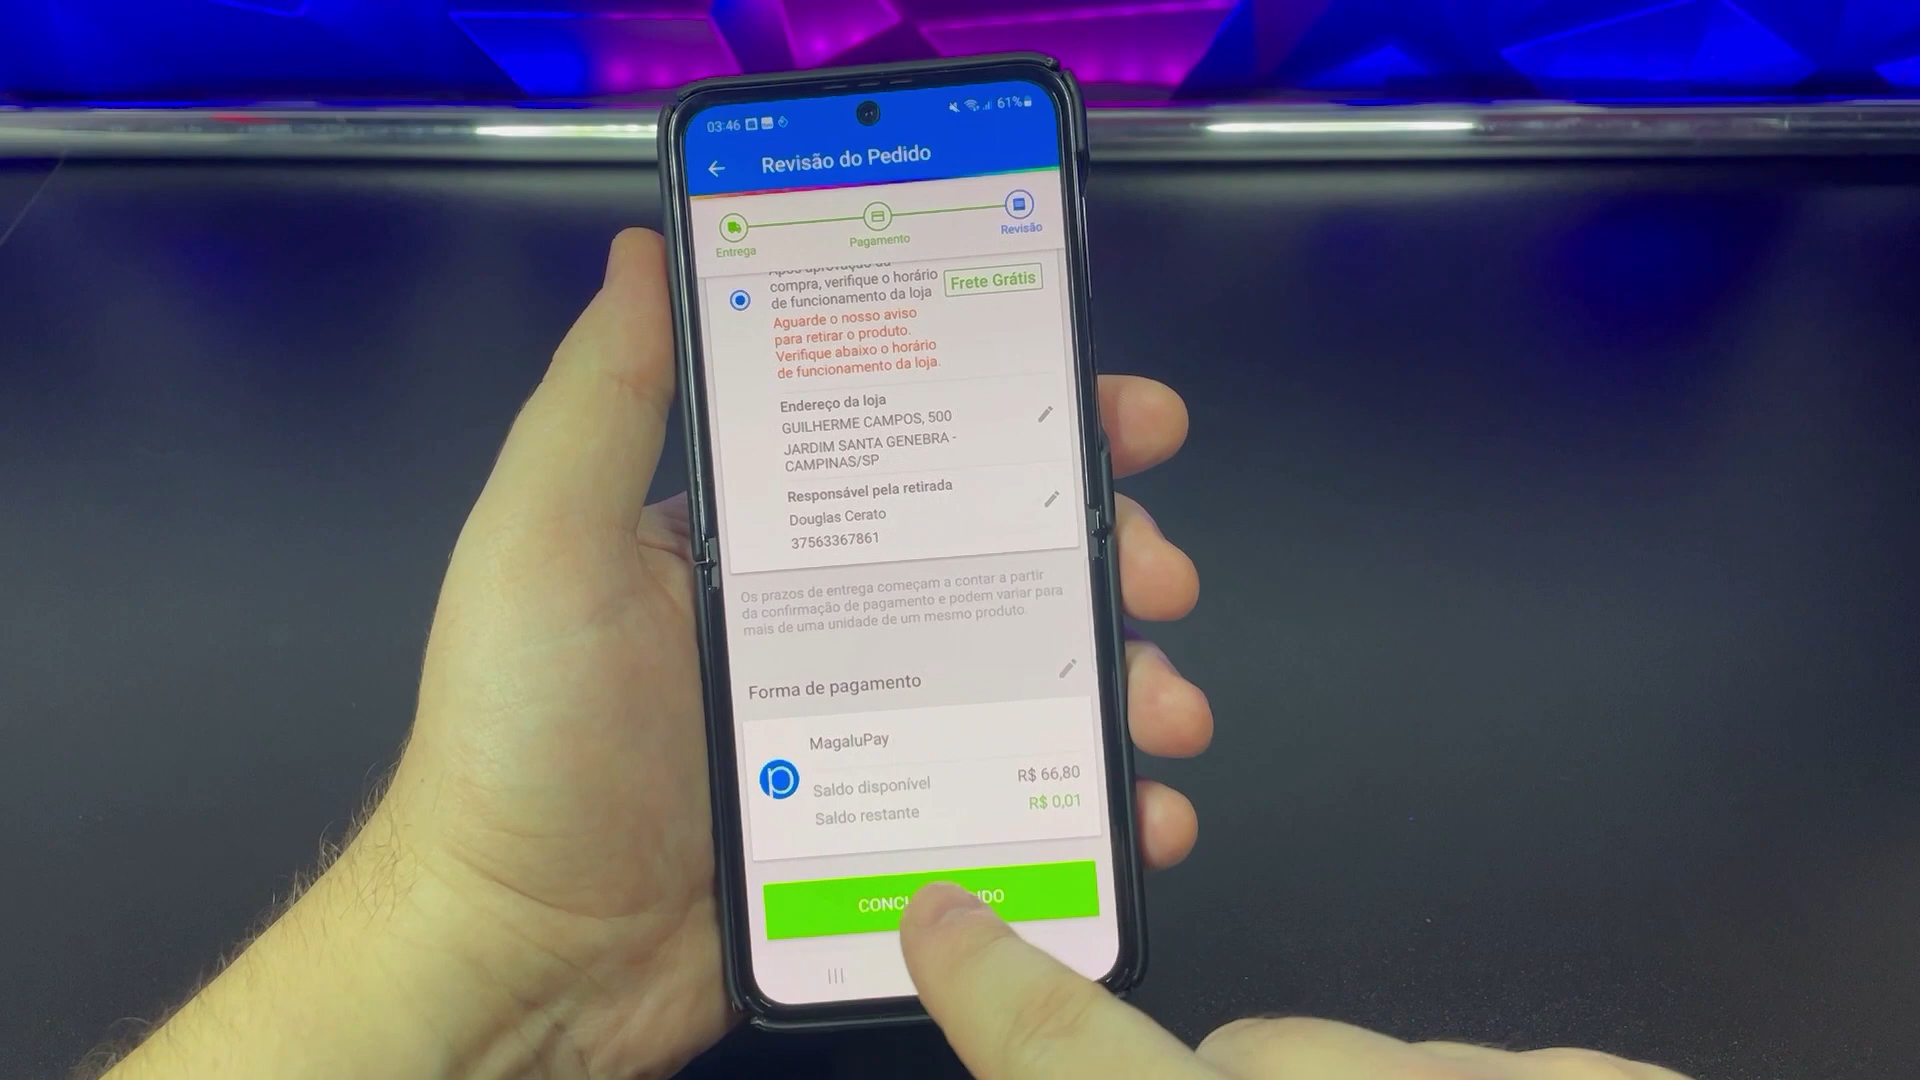 03:46
61%
Revisão do Pedido
Entrega
Pagamento
Revisão
Após aprovação da
compra, verifique o horário
de funcionamento da loja
Frete Grátis
Aguarde o nosso aviso
para retirar o produto.
Verifique abaixo o horário
de funcionamento da loja.
Endereço da loja
GUILHERME CAMPOS, 500
JARDIM SANTA GENEBRA -
CAMPINAS/SP
Responsável pela retirada
Douglas Cerato
37563367861
Os prazos de entrega começam a contar a partir
da confirmação de pagamento e podem variar para
mais de uma unidade de um mesmo produto.
Forma de pagamento
MagaluPay
Saldo disponível R$ 66,80
Saldo restante R$ 0,01